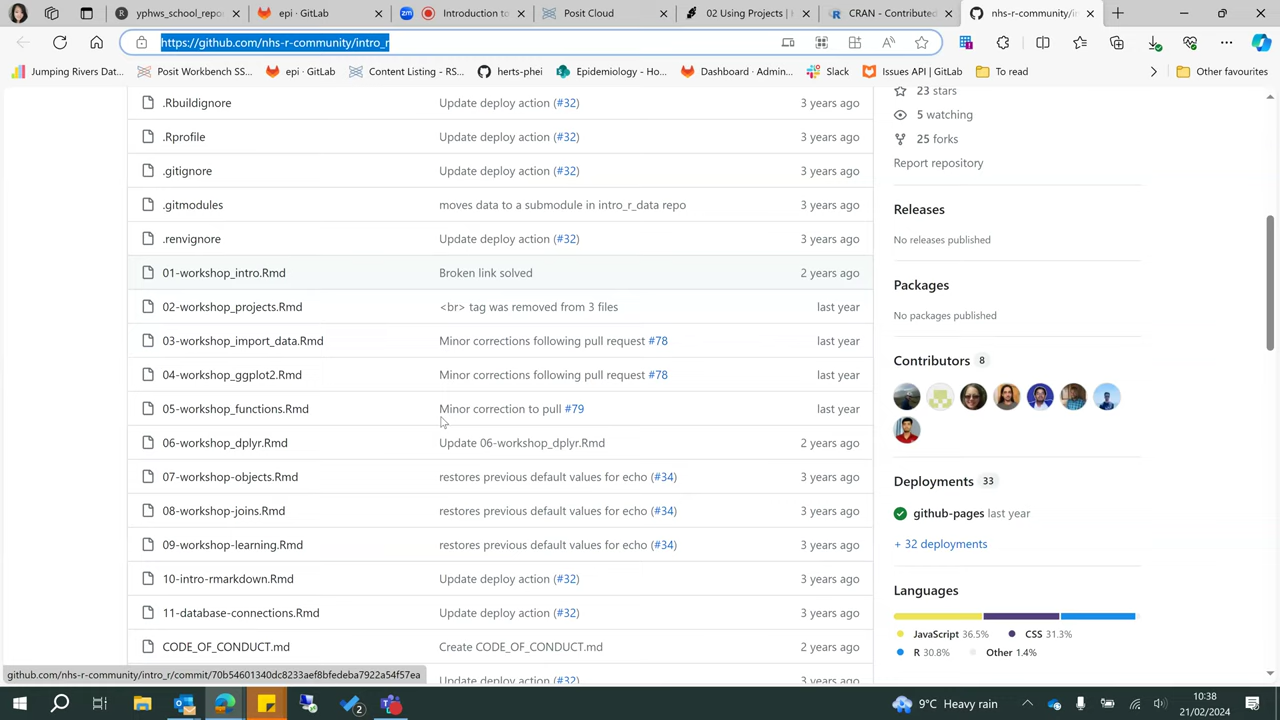 yphws_school_repo
epi · GitLab
Introduction to
Posit Cloud
02 Using Projects | 
CRAN - Contributed
nhs-r-community/in
https://github.com/nhs-r-community/intro_r
Jumping Rivers Dat...
Posit Workbench SS...
epi · GitLab
Content Listing - RS...
herts-phei
Epidemiology - Ho...
Dashboard · Admin...
Slack
Issues API | GitLab
To read
Other favourites
23 stars
.Rbuildignore Update deploy action (#32) 3 years ago
5 watching
.Rprofile Update deploy action (#32) 3 years ago
25 forks
Report repository
.gitignore Update deploy action (#32) 3 years ago
.gitmodules moves data to a submodule in intro_r_data repo 3 years ago
Releases
.renvignore Update deploy action (#32) 3 years ago
No releases published
01-workshop_intro.Rmd Broken link solved 2 years ago
Packages
02-workshop_projects.Rmd <br> tag was removed from 3 files last year
No packages published
03-workshop_import_data.Rmd Minor corrections following pull request #78 last year
Contributors 8
04-workshop_ggplot2.Rmd Minor corrections following pull request #78 last year
05-workshop_functions.Rmd Minor correction to pull #79 last year
06-workshop_dplyr.Rmd Update 06-workshop_dplyr.Rmd 2 years ago
07-workshop-objects.Rmd restores previous default values for echo (#34) 3 years ago
Deployments 33
08-workshop-joins.Rmd restores previous default values for echo (#34) 3 years ago
github-pages last year
09-workshop-learning.Rmd restores previous default values for echo (#34) 3 years ago
+ 32 deployments
10-intro-rmarkdown.Rmd Update deploy action (#32) 3 years ago
Languages
11-database-connections.Rmd Update deploy action (#32) 3 years ago
JavaScript 36.5% CSS 31.3%
CODE_OF_CONDUCT.md Create CODE_OF_CONDUCT.md 2 years ago
R 30.8% Other 1.4%
Update deploy action (#32) 3 years ago
github.com/nhs-r-community/intro_r/commit/70b54601340dc8233aef8bfedeba7922a54f57ea
9°C Heavy rain
10:38
21/02/2024